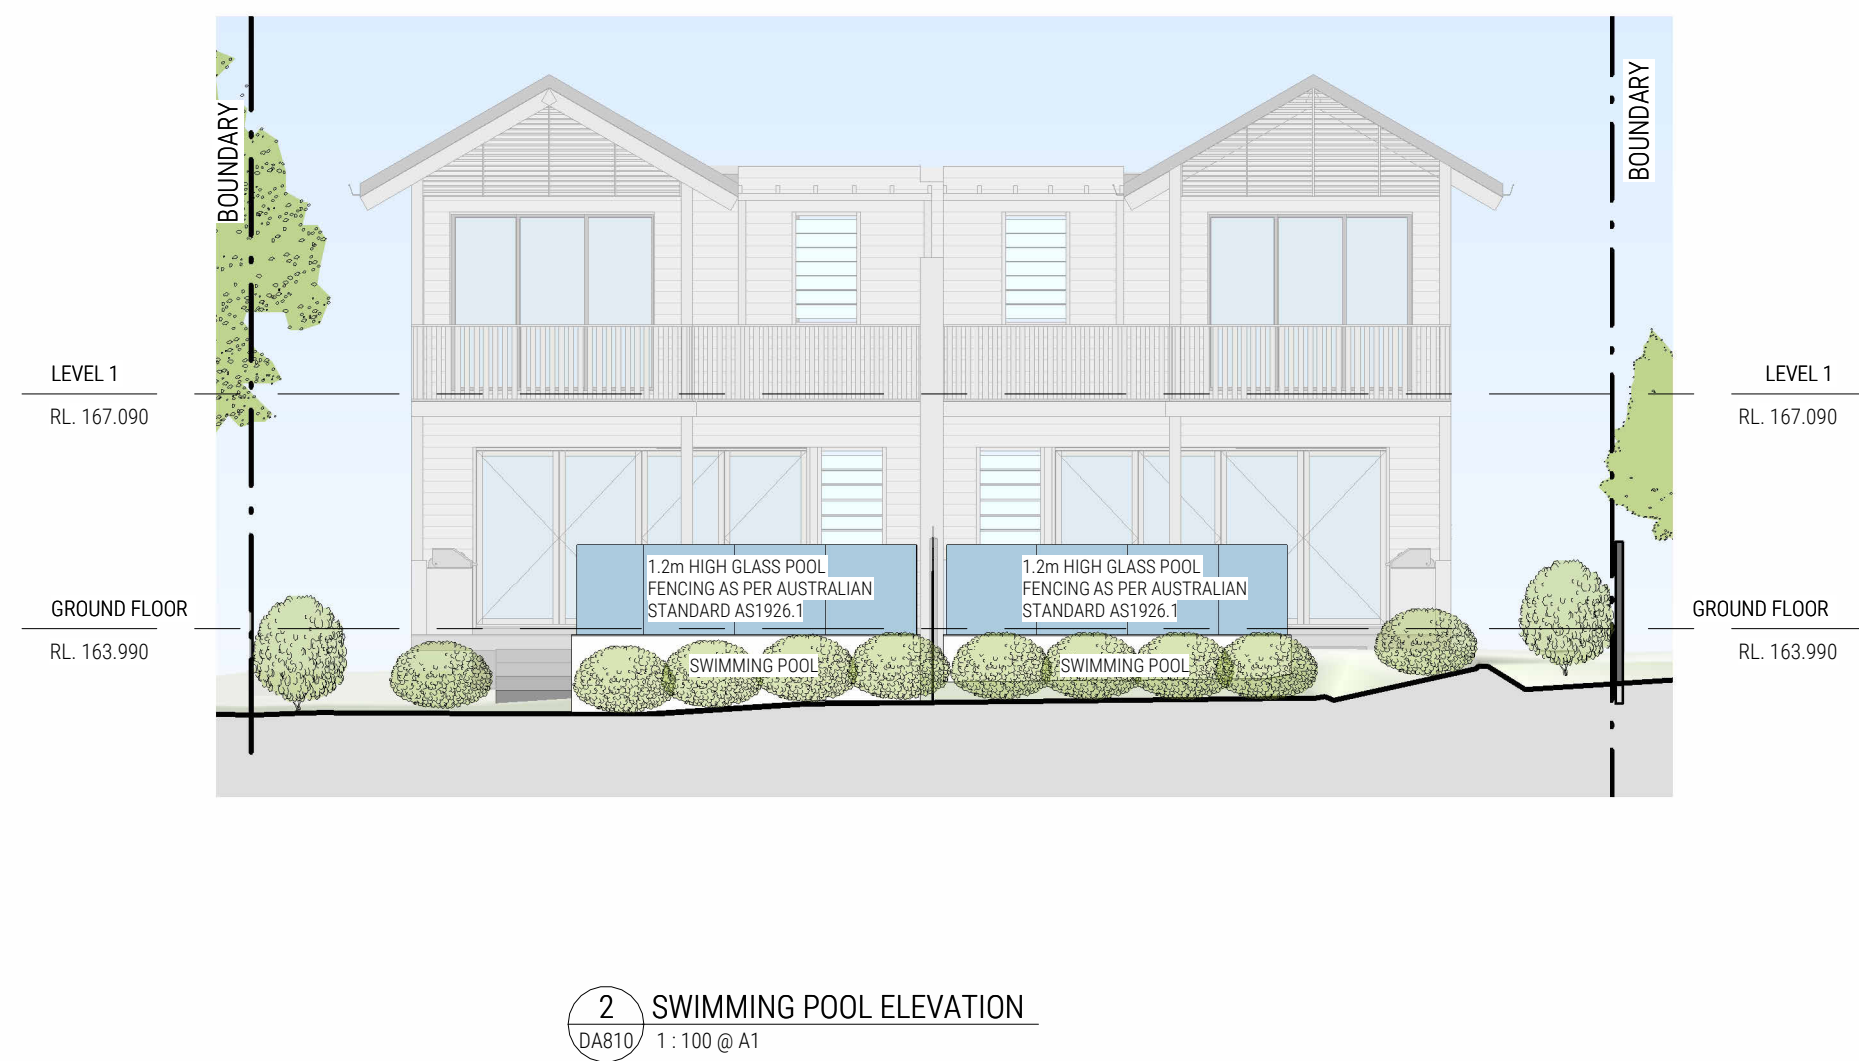 BOUNDARY
BOUNDARY
LEVEL 1
RL. 167.090
LEVEL 1
RL. 167.090
1.2m HIGH GLASS POOL
FENCING AS PER AUSTRALIAN
STANDARD AS1926.1
1.2m HIGH GLASS POOL
FENCING AS PER AUSTRALIAN
STANDARD AS1926.1
GROUND FLOOR
RL. 163.990
GROUND FLOOR
RL. 163.990
SWIMMING POOL
SWIMMING POOL
2
DA810
SWIMMING POOL ELEVATION
1 : 100 @ A1